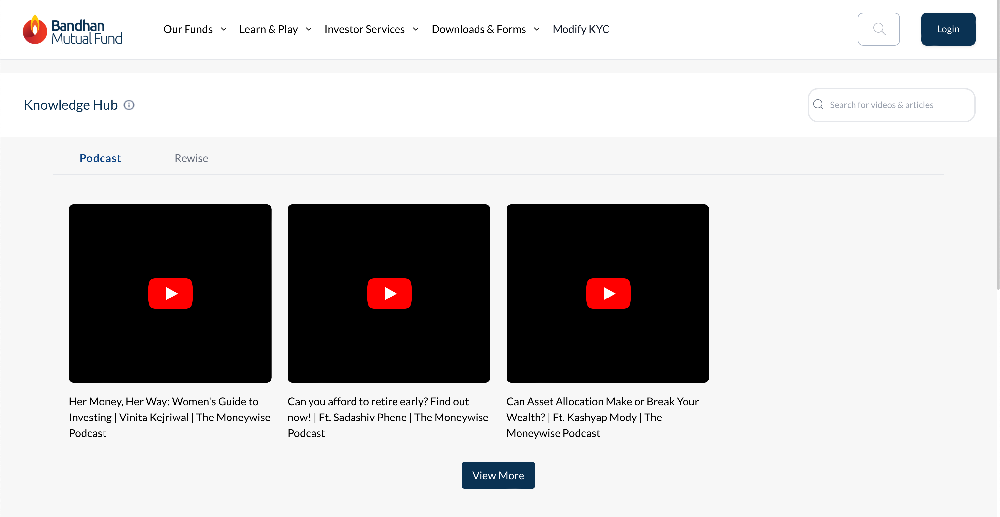 Bandhan
Mutual Fund
Our Funds
Learn & Play
Investor Services
Downloads & Forms
Modify KYC
Login
Knowledge Hub
Search for videos & articles
Podcast
Rewise
Her Money, Her Way: Women's Guide to
Investing | Vinita Kejriwal | The Moneywise
Podcast
Can you afford to retire early? Find out
now! | Ft. Sadashiv Phene | The Moneywise
Podcast
Can Asset Allocation Make or Break Your
Wealth? | Ft. Kashyap Mody | The
Moneywise Podcast
View More